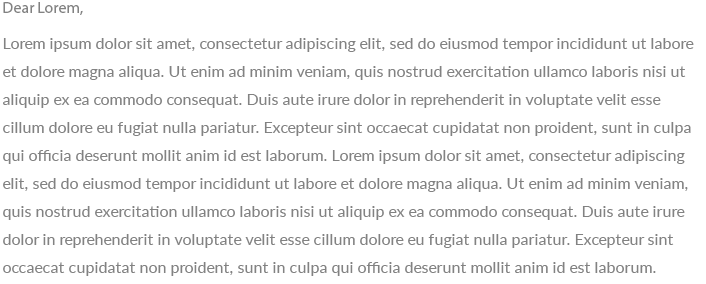 Dear Lorem,
Lorem ipsum dolor sit amet, consectetur adipiscing elit, sed do eiusmod tempor incididunt ut labore
et dolore magna aliqua. Ut enim ad minim veniam, quis nostrud exercitation ullamco laboris nisi ut
aliquip ex ea commodo consequat. Duis aute irure dolor in reprehenderit in voluptate velit esse
cillum dolore eu fugiat nulla pariatur. Excepteur sint occaecat cupidatat non proident, sunt in culpa
qui officia deserunt mollit anim id est laborum. Lorem ipsum dolor sit amet, consectetur adipiscing
elit, sed do eiusmod tempor incididunt ut labore et dolore magna aliqua. Ut enim ad minim veniam,
quis nostrud exercitation ullamco laboris nisi ut aliquip ex ea commodo consequat. Duis aute irure
dolor in reprehenderit in voluptate velit esse cillum dolore eu fugiat nulla pariatur. Excepteur sint
occaecat cupidatat non proident, sunt in culpa qui officia deserunt mollit anim id est laborum.